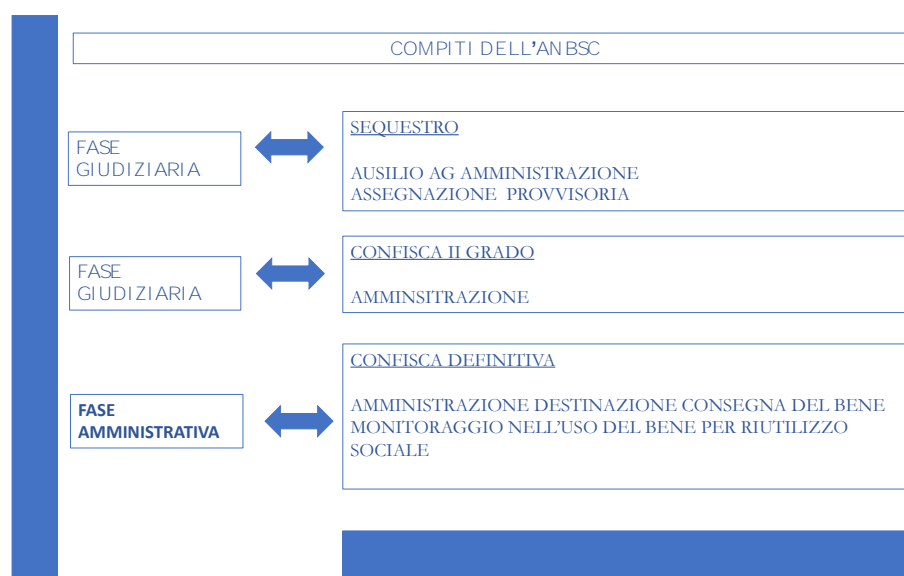 COMPITI DELL'ANBSC
FASE
GIUDIZIARIA
SEQUESTRO
AUSILIO AG AMMINISTRAZIONE
ASSEGNAZIONE PROVVISORIA
FASE
GIUDIZIARIA
CONFISCA II GRADO
AMMINSITRAZIONE
FASE
AMMINISTRATIVA
CONFISCA DEFINITIVA
AMMINISTRAZIONE DESTINAZIONE CONSEGNA DEL BENE
MONITORAGGIO NELL'USO DEL BENE PER RIUTILIZZO
SOCIALE